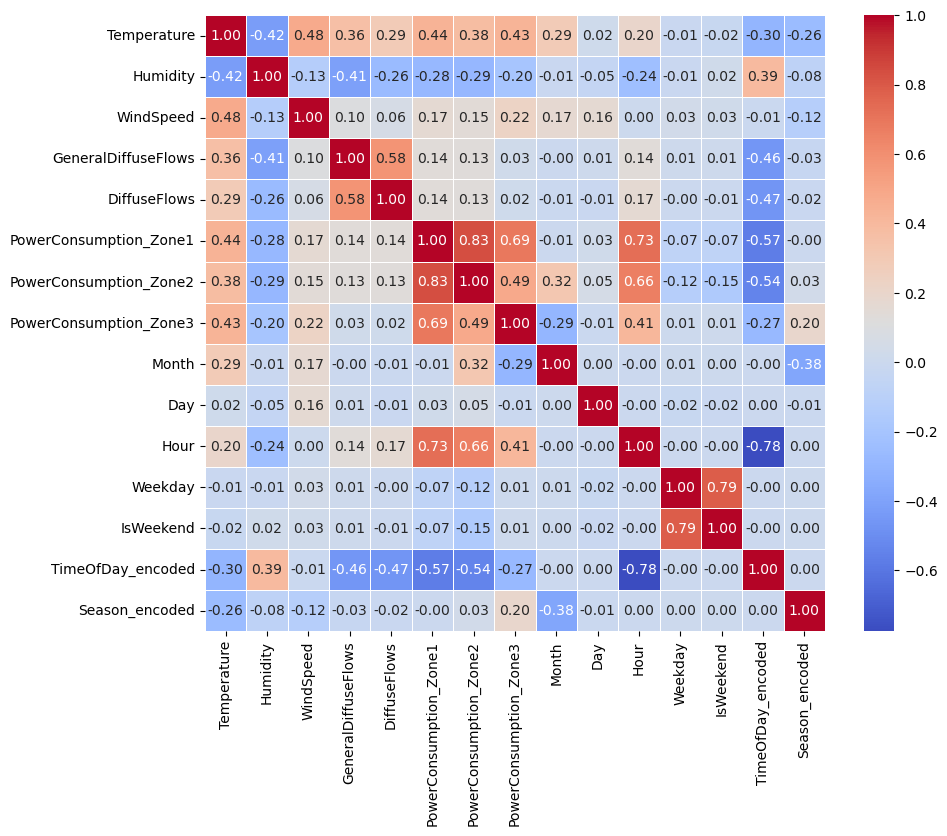 Temperature 1.00 -0.42 0.48 0.36 0.29 0.44 0.38 0.43 0.29 0.02 0.20 -0.01 -0.02 -0.30 -0.26
Humidity -0.42 1.00 -0.13 -0.41 -0.26 -0.28 -0.29 -0.20 -0.01 -0.05 -0.24 -0.01 0.02 0.39 -0.08
WindSpeed 0.48 -0.13 1.00 0.10 0.06 0.17 0.15 0.22 0.17 0.16 0.00 0.03 0.03 -0.01 -0.12
GeneralDiffuseFlows 0.36 -0.41 0.10 1.00 0.58 0.14 0.13 0.03 -0.00 0.01 0.14 0.01 0.01 -0.46 -0.03
DiffuseFlows 0.29 -0.26 0.06 0.58 1.00 0.14 0.13 0.02 -0.01 -0.01 0.17 -0.00 -0.01 -0.47 -0.02
PowerConsumption_Zone1 0.44 -0.28 0.17 0.14 0.14 1.00 0.83 0.69 -0.01 0.03 0.73 -0.07 -0.07 -0.57 -0.00
PowerConsumption_Zone2 0.38 -0.29 0.15 0.13 0.13 0.83 1.00 0.49 0.32 0.05 0.66 -0.12 -0.15 -0.54 0.03
PowerConsumption_Zone3 0.43 -0.20 0.22 0.03 0.02 0.69 0.49 1.00 -0.29 -0.01 0.41 0.01 0.01 -0.27 0.20
Month 0.29 -0.01 0.17 -0.00 -0.01 -0.01 0.32 -0.29 1.00 0.00 -0.00 0.01 0.00 -0.00 -0.38
Day 0.02 -0.05 0.16 0.01 -0.01 0.03 0.05 -0.01 0.00 1.00 -0.00 -0.02 -0.02 0.00 -0.01
Hour 0.20 -0.24 0.00 0.14 0.17 0.73 0.66 0.41 -0.00 -0.00 1.00 -0.00 -0.00 -0.78 0.00
Weekday -0.01 -0.01 0.03 0.01 -0.00 -0.07 -0.12 0.01 0.01 -0.02 -0.00 1.00 0.79 -0.00 0.00
IsWeekend -0.02 0.02 0.03 0.01 -0.01 -0.07 -0.15 0.01 0.00 -0.02 -0.00 0.79 1.00 -0.00 0.00
TimeOfDay_encoded -0.30 0.39 -0.01 -0.46 -0.47 -0.57 -0.54 -0.27 -0.00 0.00 -0.78 -0.00 -0.00 1.00 0.00
Season_encoded -0.26 -0.08 -0.12 -0.03 -0.02 -0.00 0.03 0.20 -0.38 -0.01 0.00 0.00 0.00 0.00 1.00
Temperature
Humidity
WindSpeed
GeneralDiffuseFlows
DiffuseFlows
PowerConsumption_Zone1
PowerConsumption_Zone2
PowerConsumption_Zone3
Month
Day
Hour
Weekday
IsWeekend
TimeOfDay_encoded
Season_encoded
1.0
0.8
0.6
0.4
0.2
0.0
−0.2
−0.4
−0.6